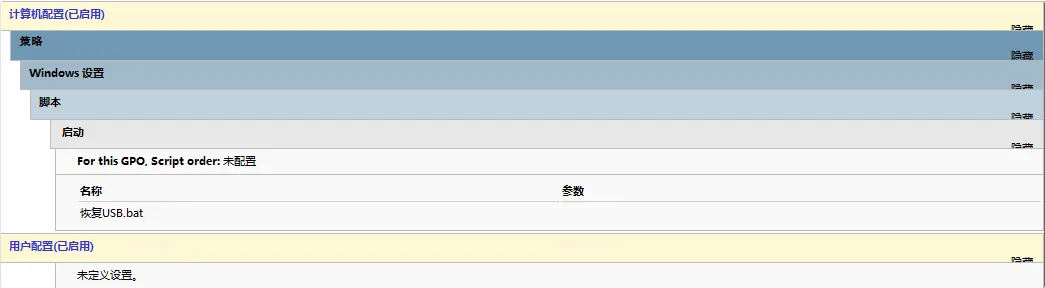 计算机配置(已启用)
隐藏
策略
隐藏
Windows 设置
隐藏
脚本
隐藏
启动
隐藏
For this GPO, Script order: 未配置
名称 参数
恢复USB.bat
用户配置(已启用)
隐藏
未定义设置。